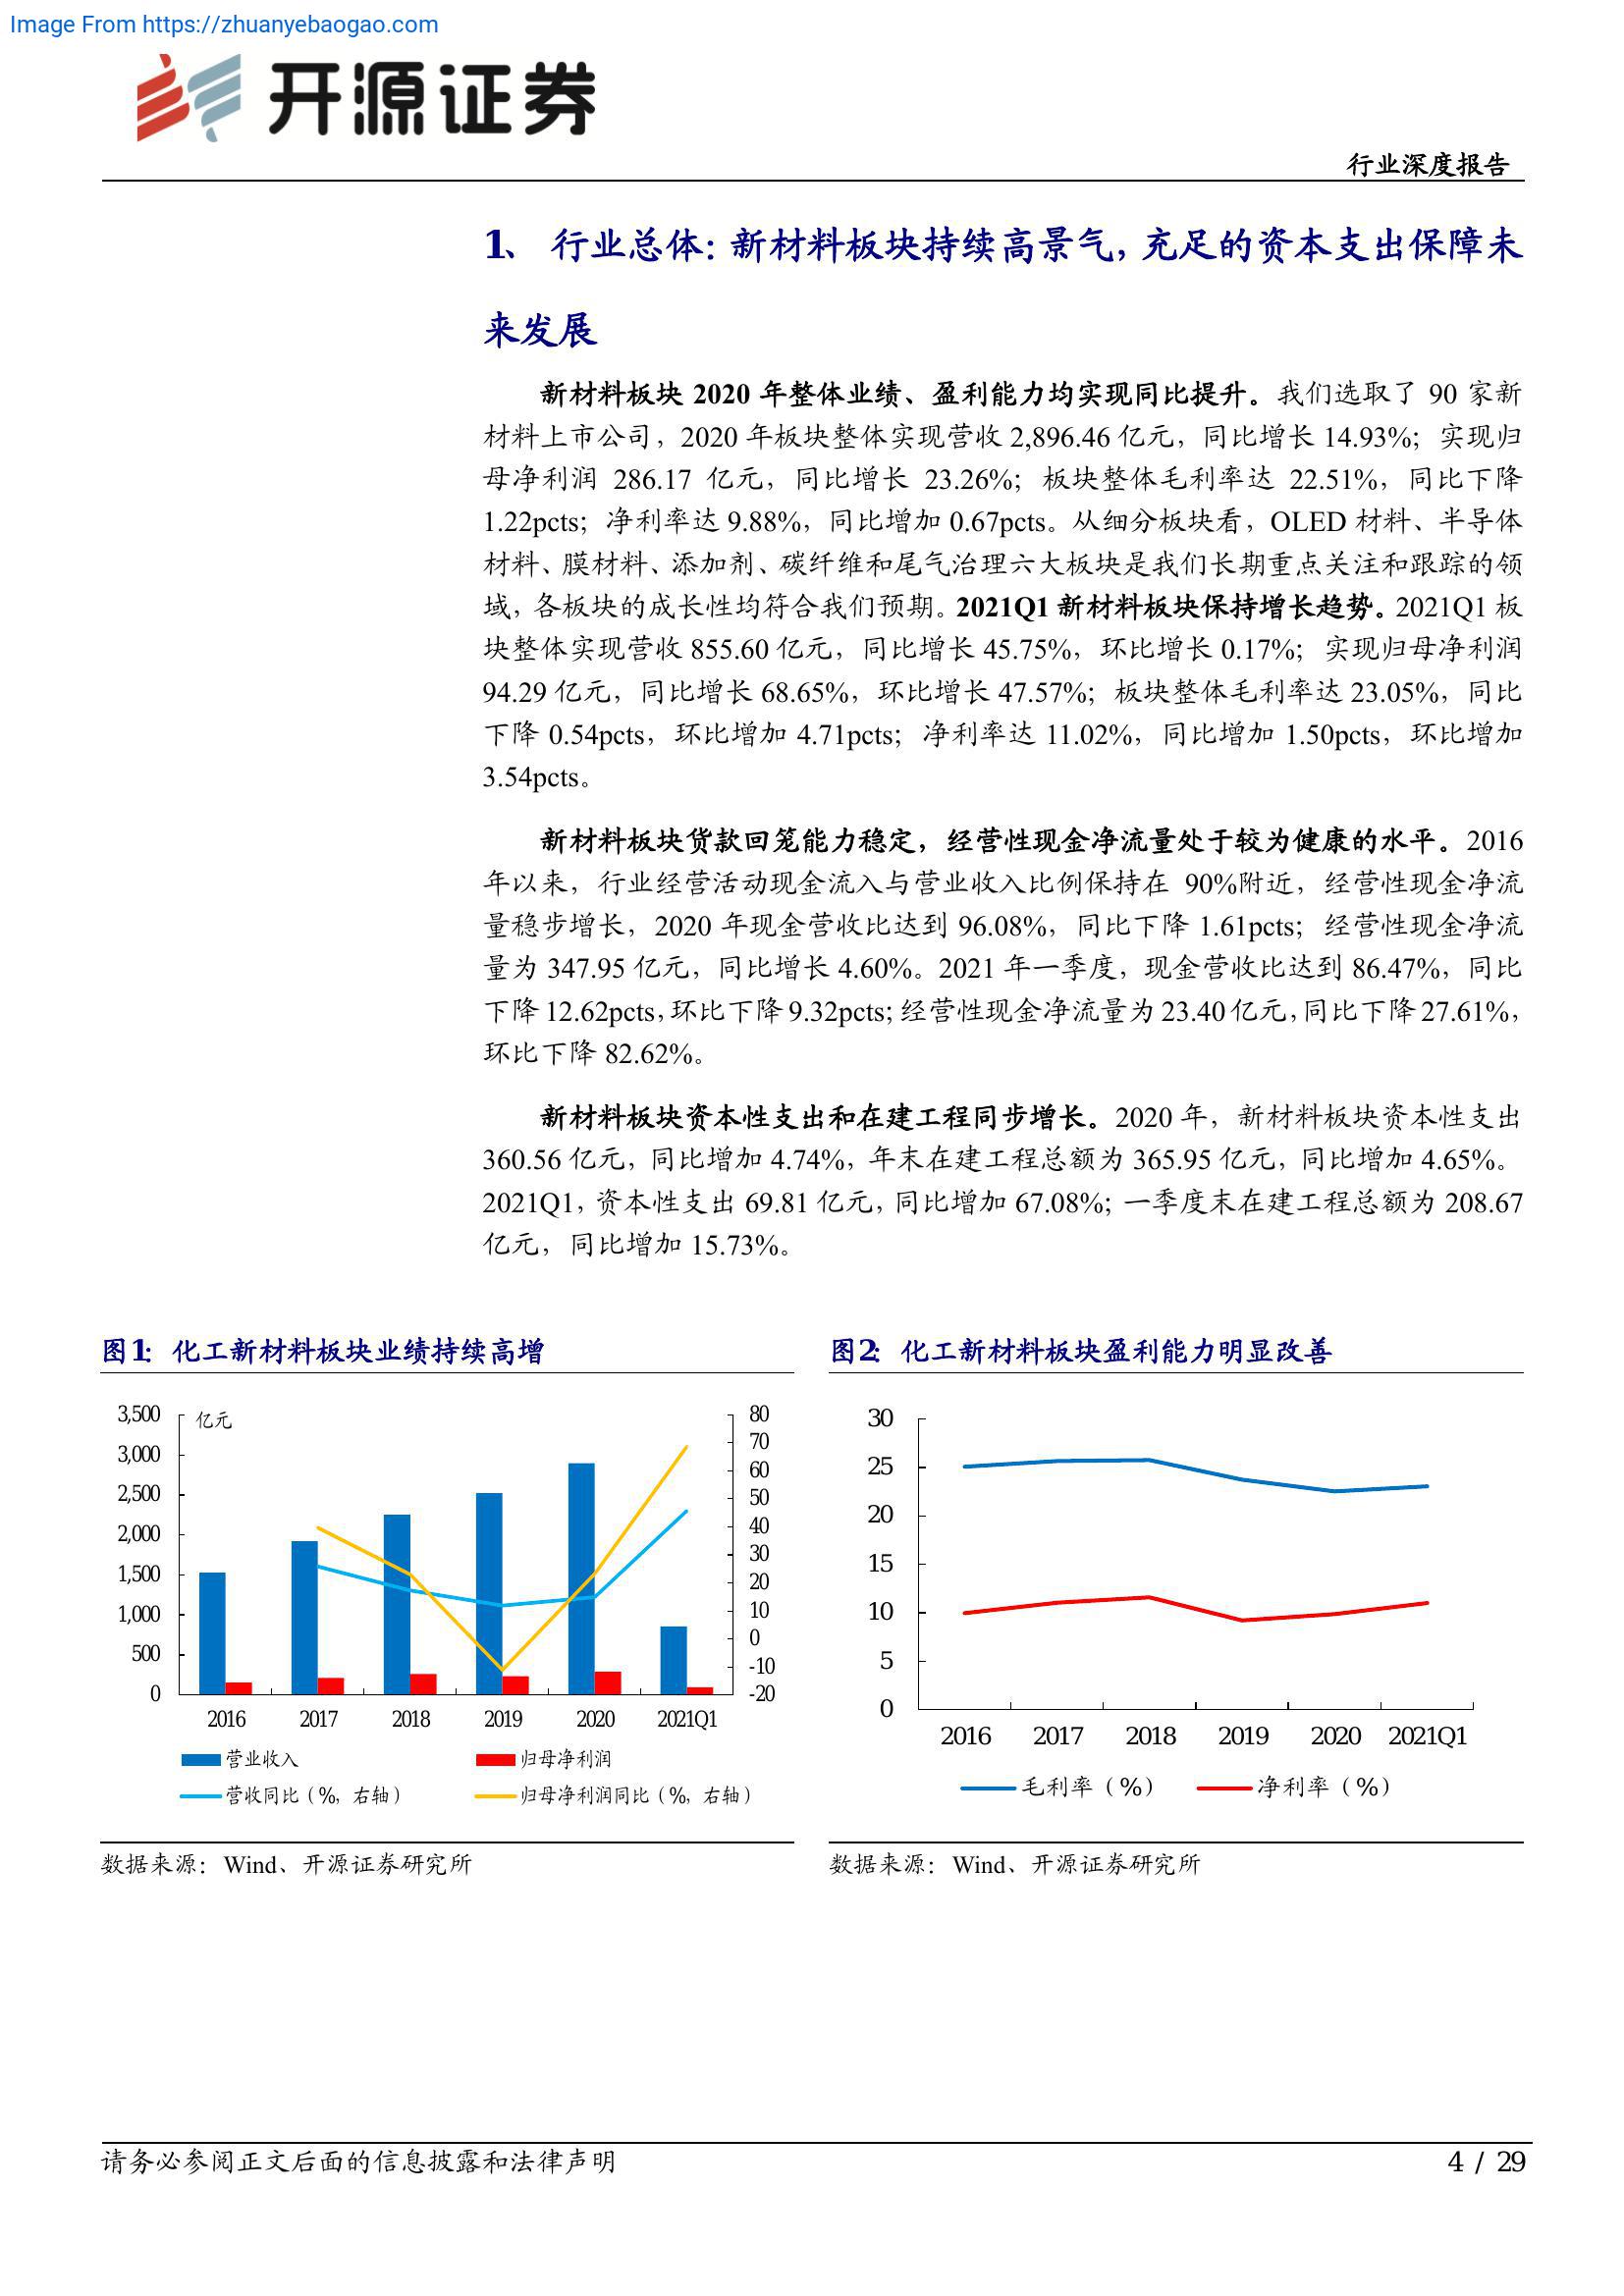 Image From https://zhuanyebaogao.com
开源证券
行业深度报告
1、 行业总体：新材料板块持续高景气，充足的资本支出保障未
来发展
新材料板块 2020 年整体业绩、盈利能力均实现同比提升。我们选取了 90 家新
材料上市公司，2020 年板块整体实现营收 2,896.46 亿元，同比增长 14.93%；实现归
母净利润 286.17 亿元，同比增长 23.26%；板块整体毛利率达 22.51%，同比下降
1.22pcts；净利率达 9.88%，同比增加 0.67pcts。从细分板块看，OLED 材料、半导体
材料、膜材料、添加剂、碳纤维和尾气治理六大板块是我们长期重点关注和跟踪的领
域，各板块的成长性均符合我们预期。2021Q1 新材料板块保持增长趋势。2021Q1 板
块整体实现营收 855.60 亿元，同比增长 45.75%，环比增长 0.17%；实现归母净利润
94.29 亿元，同比增长 68.65%，环比增长 47.57%；板块整体毛利率达 23.05%，同比
下降 0.54pcts，环比增加 4.71pcts；净利率达 11.02%，同比增加 1.50pcts，环比增加
3.54pcts。
新材料板块货款回笼能力稳定，经营性现金净流量处于较为健康的水平。2016
年以来，行业经营活动现金流入与营业收入比例保持在 90%附近，经营性现金净流
量稳步增长，2020 年现金营收比达到 96.08%，同比下降 1.61pcts；经营性现金净流
量为 347.95 亿元，同比增长 4.60%。2021 年一季度，现金营收比达到 86.47%，同比
下降 12.62pcts，环比下降 9.32pcts；经营性现金净流量为 23.40 亿元，同比下降 27.61%，
环比下降 82.62%。
新材料板块资本性支出和在建工程同步增长。2020 年，新材料板块资本性支出
360.56 亿元，同比增加 4.74%，年末在建工程总额为 365.95 亿元，同比增加 4.65%。
2021Q1，资本性支出 69.81 亿元，同比增加 67.08%；一季度末在建工程总额为 208.67
亿元，同比增加 15.73%。
图1：化工新材料板块业绩持续高增
亿元
3,500
3,000
2,500
2,000
1,500
1,000
500
0
80
70
60
50
40
30
20
10
0
-10
-20
2016 2017 2018 2019 2020 2021Q1
营业收入 归母净利润
营收同比（%，右轴） 归母净利润同比（%，右轴）
数据来源：Wind、开源证券研究所
图2：化工新材料板块盈利能力明显改善
30
25
20
15
10
5
0
2016 2017 2018 2019 2020 2021Q1
毛利率（%） 净利率（%）
数据来源：Wind、开源证券研究所
请务必参阅正文后面的信息披露和法律声明
4 / 29